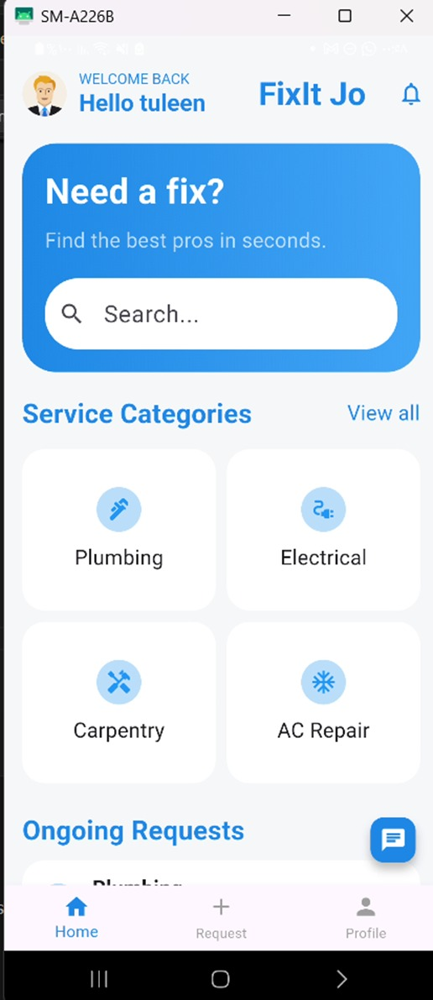 SM-A226B
WELCOME BACK
Hello tuleen
FixIt Jo
Need a fix?
Find the best pros in seconds.
Search...
Service Categories
View all
Plumbing
Electrical
Carpentry
AC Repair
Ongoing Requests
Plumbing
Home
Request
Profile